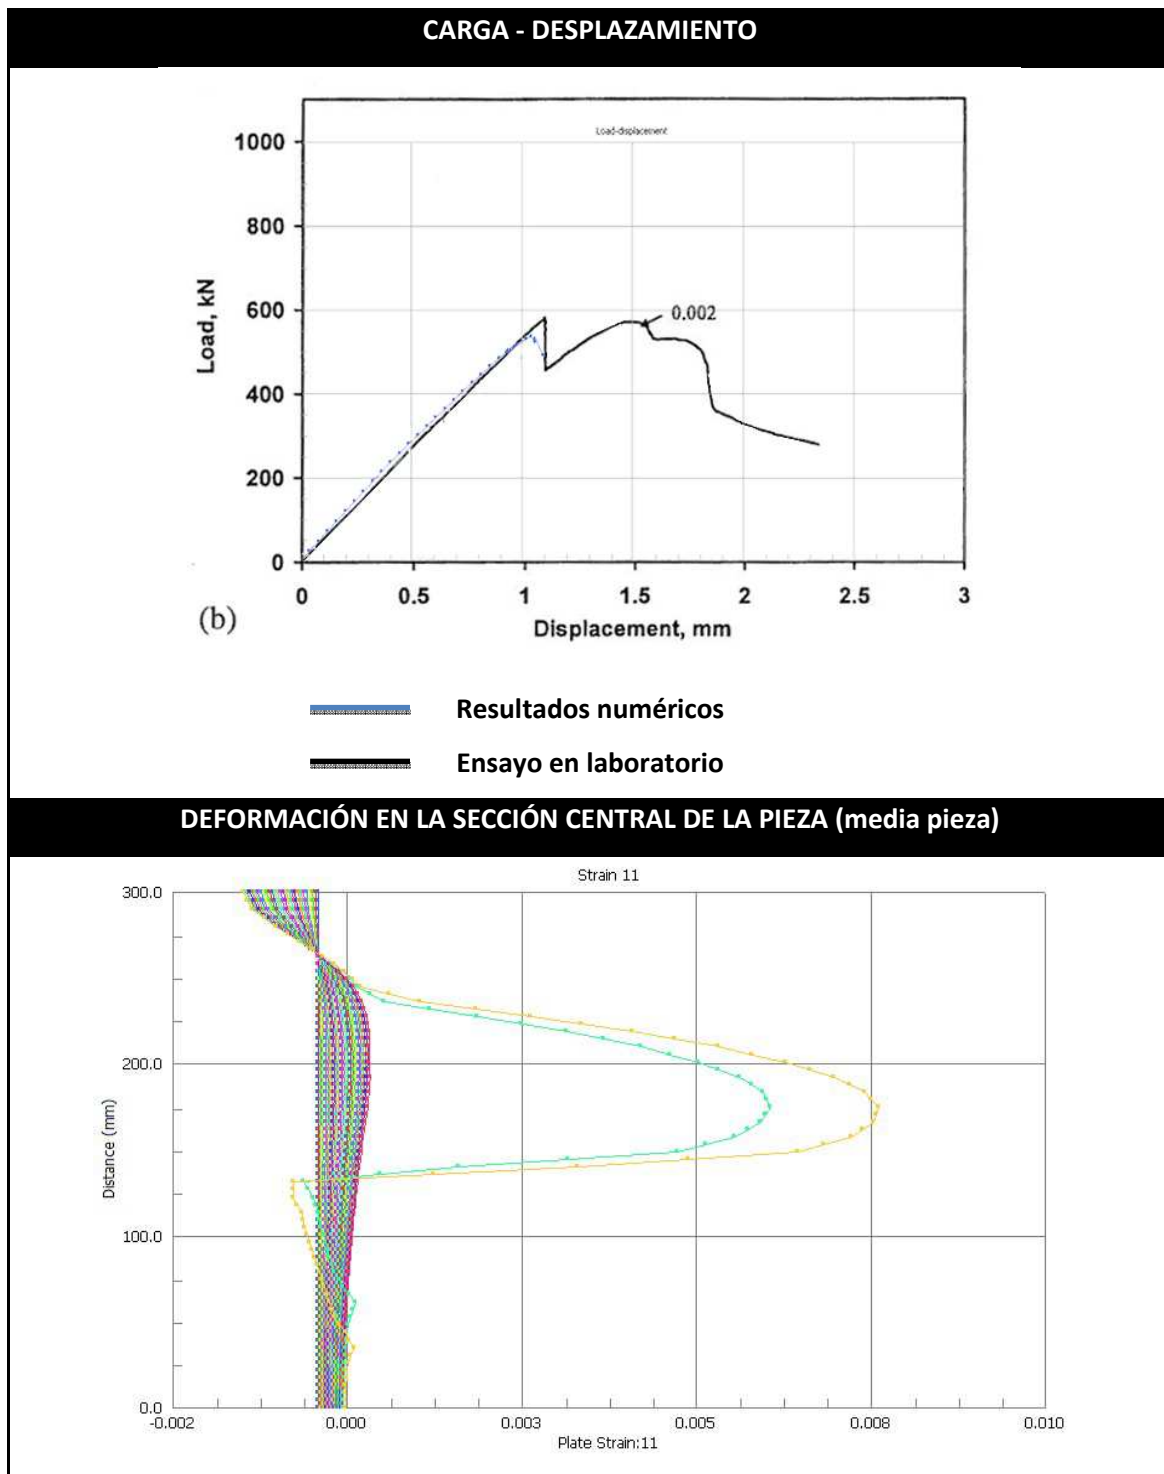 CARGA - DESPLAZAMIENTO
Load-displacement
1000
800
600
400
200
0
Load, kN
0.002
0 0.5 1 1.5 2 2.5 3
(b)
Displacement, mm
Resultados numéricos
Ensayo en laboratorio
DEFORMACIÓN EN LA SECCIÓN CENTRAL DE LA PIEZA (media pieza)
Strain 11
300.0
200.0
100.0
0.0
Distance (mm)
-0.002 0.000 0.003 0.005 0.008 0.010
Plate Strain:11